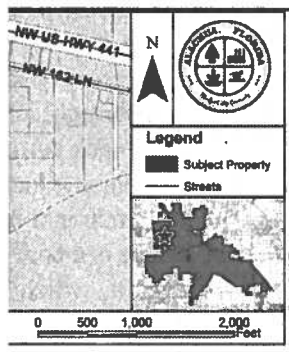 NW US HWY 441
NW 162 LN
N
ALACHUA, FLORIDA
Legend
Subject Property
Streets
0 500 1,000 2,000
Feet